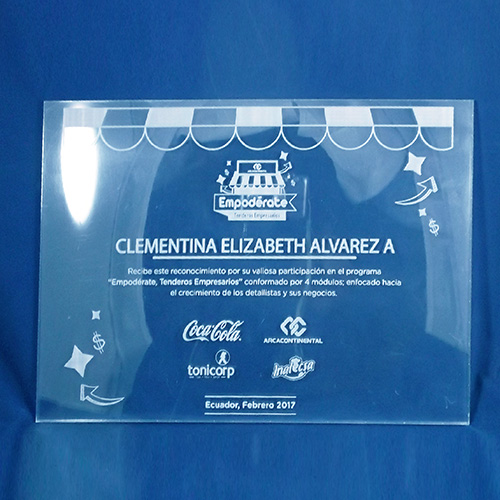 ARCACONTINENTAL
Empodérate
Tenderos Empresarios
CLEMENTINA ELIZABETH ALVAREZ A
Recibe este reconocimiento por su valiosa participación en el programa
"Empodérate, Tenderos Empresarios" conformado por 4 módulos; enfocado hacia
el crecimiento de los detallistas y sus negocios.
Coca-Cola
ARCACONTINENTAL
tonicorp
Inalecsa
Ecuador, Febrero 2017